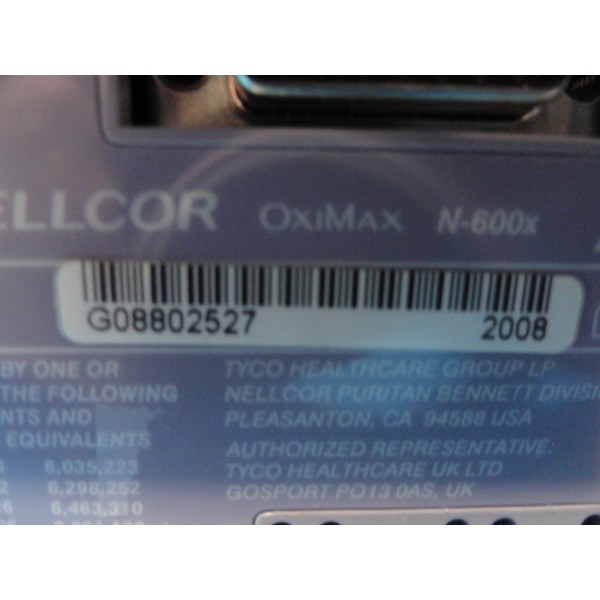 ELLCOR OXIMAX N-600x
G08802527 2008
BY ONE OR
THE FOLLOWING
NTS AND
EQUIVALENTS
6,035,223
6,298,252
6,463,310
TYCO HEALTHCARE GROUP LP
NELLCOR PURITAN BENNETT DIVISI
PLEASANTON, CA 94588 USA
AUTHORIZED REPRESENTATIVE:
TYCO HEALTHCARE UK LTD
GOSPORT PO13 0AS, UK